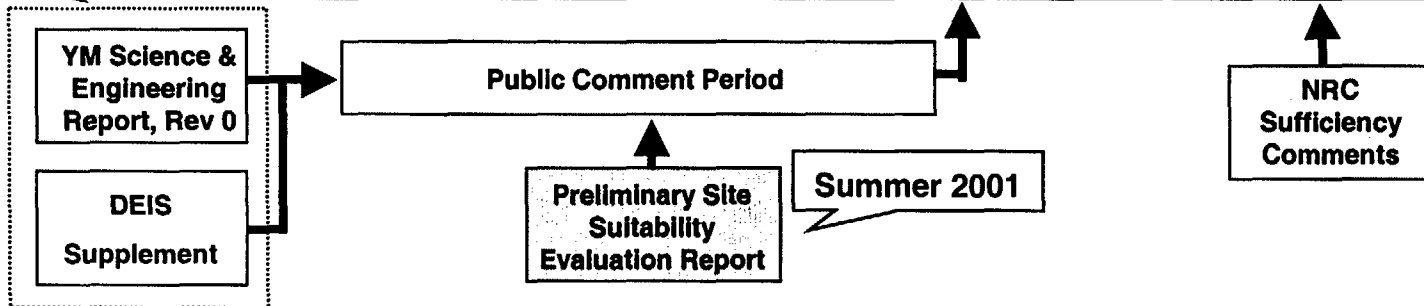 YM Science &
Engineering
Report, Rev 0
Public Comment Period
NRC
Sufficiency
Comments
DEIS
Supplement
Preliminary Site
Suitability
Evaluation Report
Summer 2001